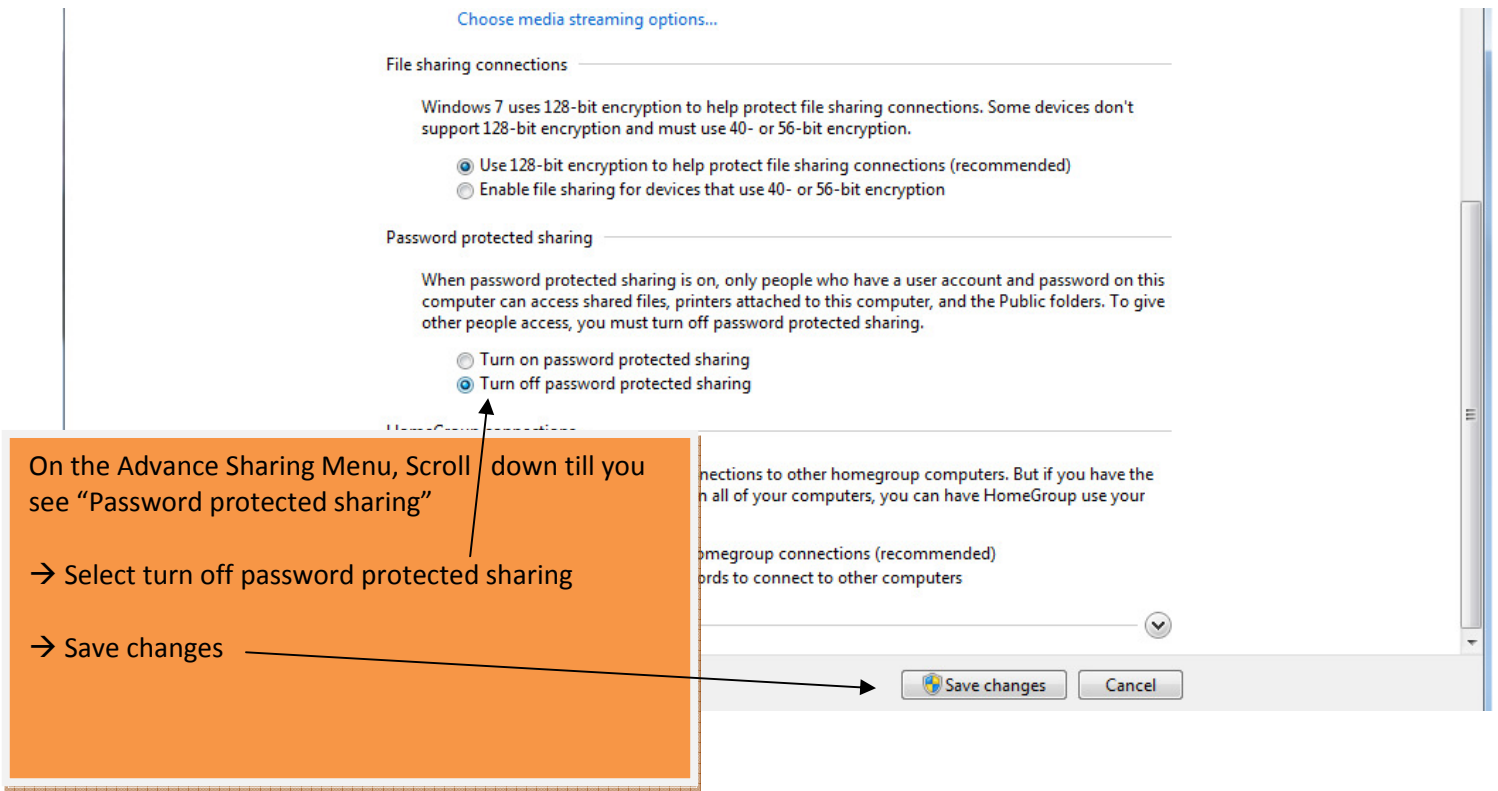 Choose media streaming options...
File sharing connections
Windows 7 uses 128-bit encryption to help protect file sharing connections. Some devices don't
support 128-bit encryption and must use 40- or 56-bit encryption.
Use 128-bit encryption to help protect file sharing connections (recommended)
Enable file sharing for devices that use 40- or 56-bit encryption
Password protected sharing
When password protected sharing is on, only people who have a user account and password on this
computer can access shared files, printers attached to this computer, and the Public folders. To give
other people access, you must turn off password protected sharing.
Turn on password protected sharing
Turn off password protected sharing
HomeGroup connections
On the Advance Sharing Menu, Scroll down till you
see “Password protected sharing”
→ Select turn off password protected sharing
→ Save changes
to other homegroup computers. But if you have the
all of your computers, you can have HomeGroup use your
connections (recommended)
to connect to other computers
Save changes
Cancel